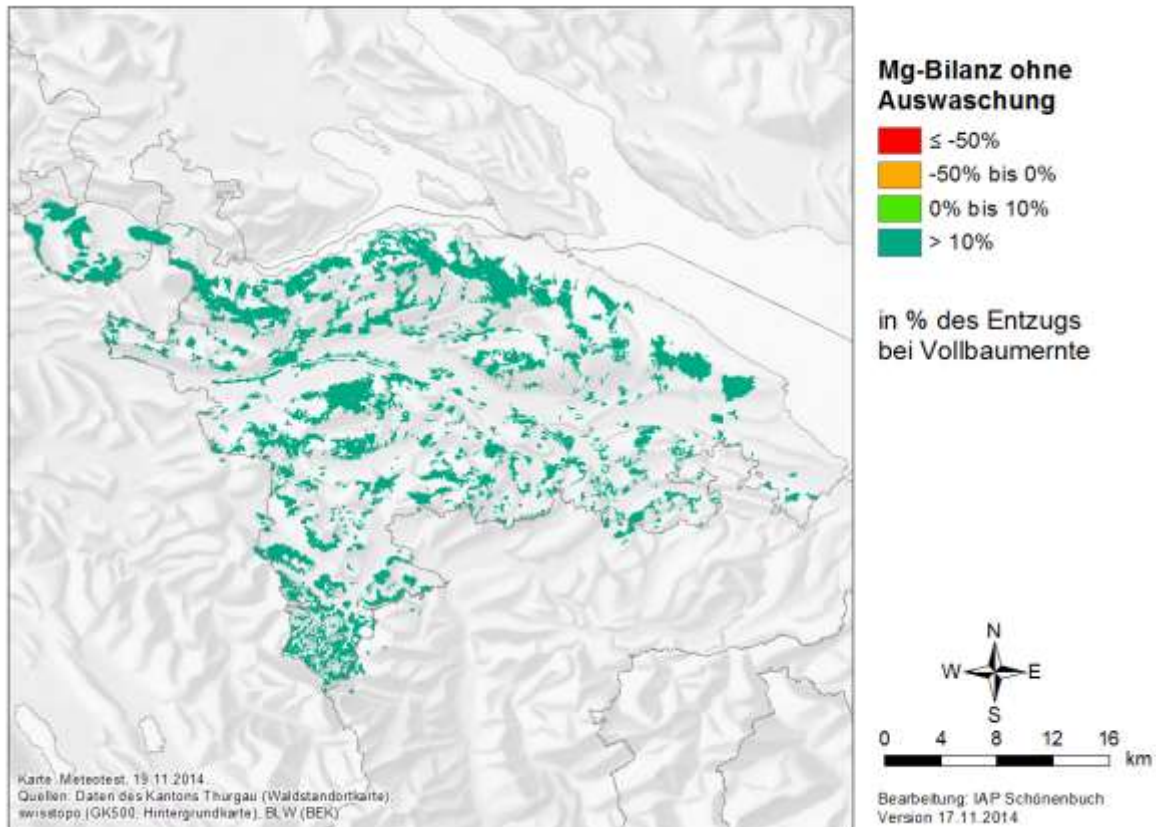 Mg-Bilanz ohne
Auswaschung
≤ -50%
-50% bis 0%
0% bis 10%
> 10%
in % des Entzugs
bei Vollbaumernte
N
W E
S
0 4 8 12 16
km
Karte: Meteotest, 19.11.2014
Quellen: Daten des Kantons Thurgau (Waldstandortkarte),
swisstopo (GK500, Hintergrundkarte), BLW (BEK)
Bearbeitung: IAP Schönenbuch
Version 17.11.2014